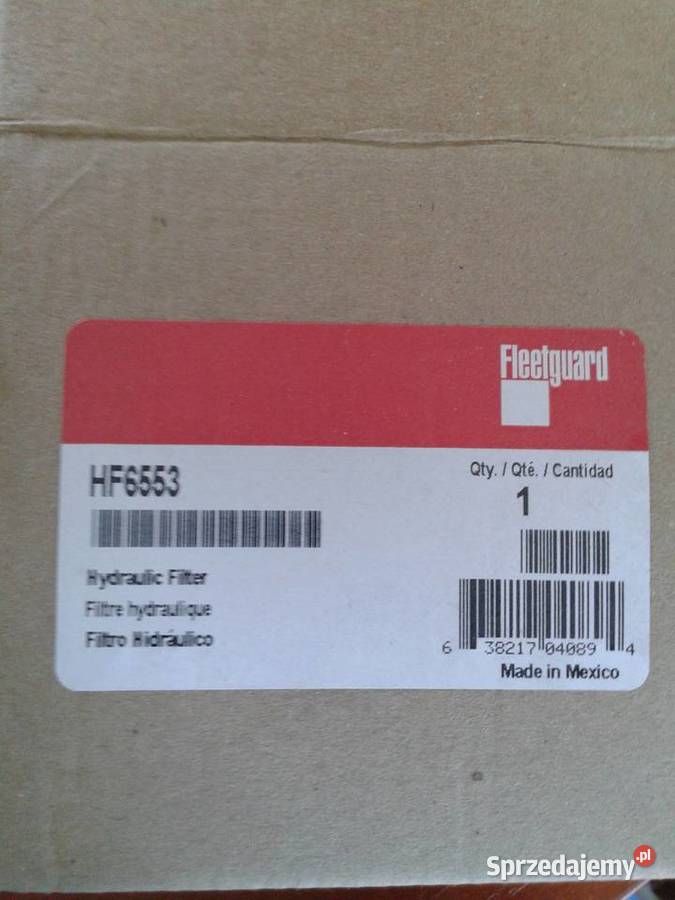 Fleetguard
HF6553
Qty. / Qté. / Cantidad
1
Hydraulic Filter
Filtre hydraulique
Filtro Hidráulico
6 38217 04089 4
Made in Mexico
Sprzedajemy.pl